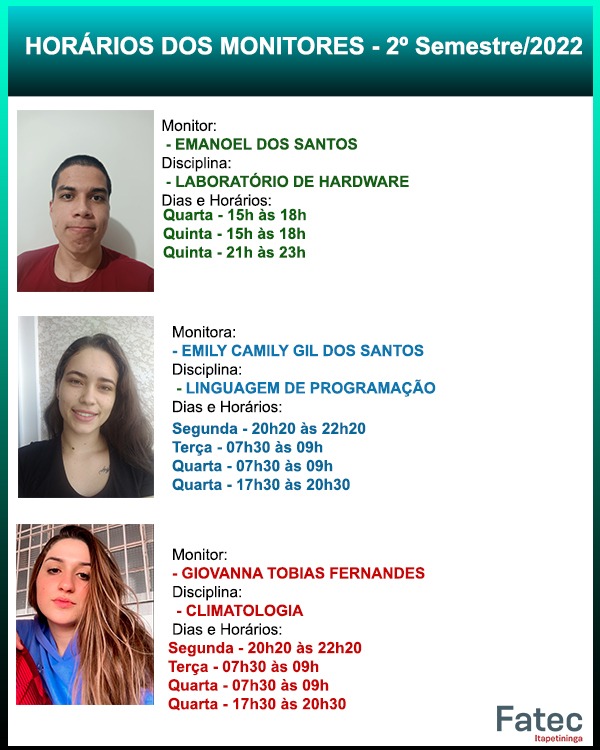 HORÁRIOS DOS MONITORES - 2º Semestre/2022
Monitor:
- EMANOEL DOS SANTOS
Disciplina:
- LABORATÓRIO DE HARDWARE
Dias e Horários:
Quarta - 15h às 18h
Quinta - 15h às 18h
Quinta - 21h às 23h
Monitora:
- EMILY CAMILY GIL DOS SANTOS
Disciplina:
- LINGUAGEM DE PROGRAMAÇÃO
Dias e Horários:
Segunda - 20h20 às 22h20
Terça - 07h30 às 09h
Quarta - 07h30 às 09h
Quarta - 17h30 às 20h30
Monitor:
- GIOVANNA TOBIAS FERNANDES
Disciplina:
- CLIMATOLOGIA
Dias e Horários:
Segunda - 20h20 às 22h20
Terça - 07h30 às 09h
Quarta - 07h30 às 09h
Quarta - 17h30 às 20h30
Fatec
Itapetininga